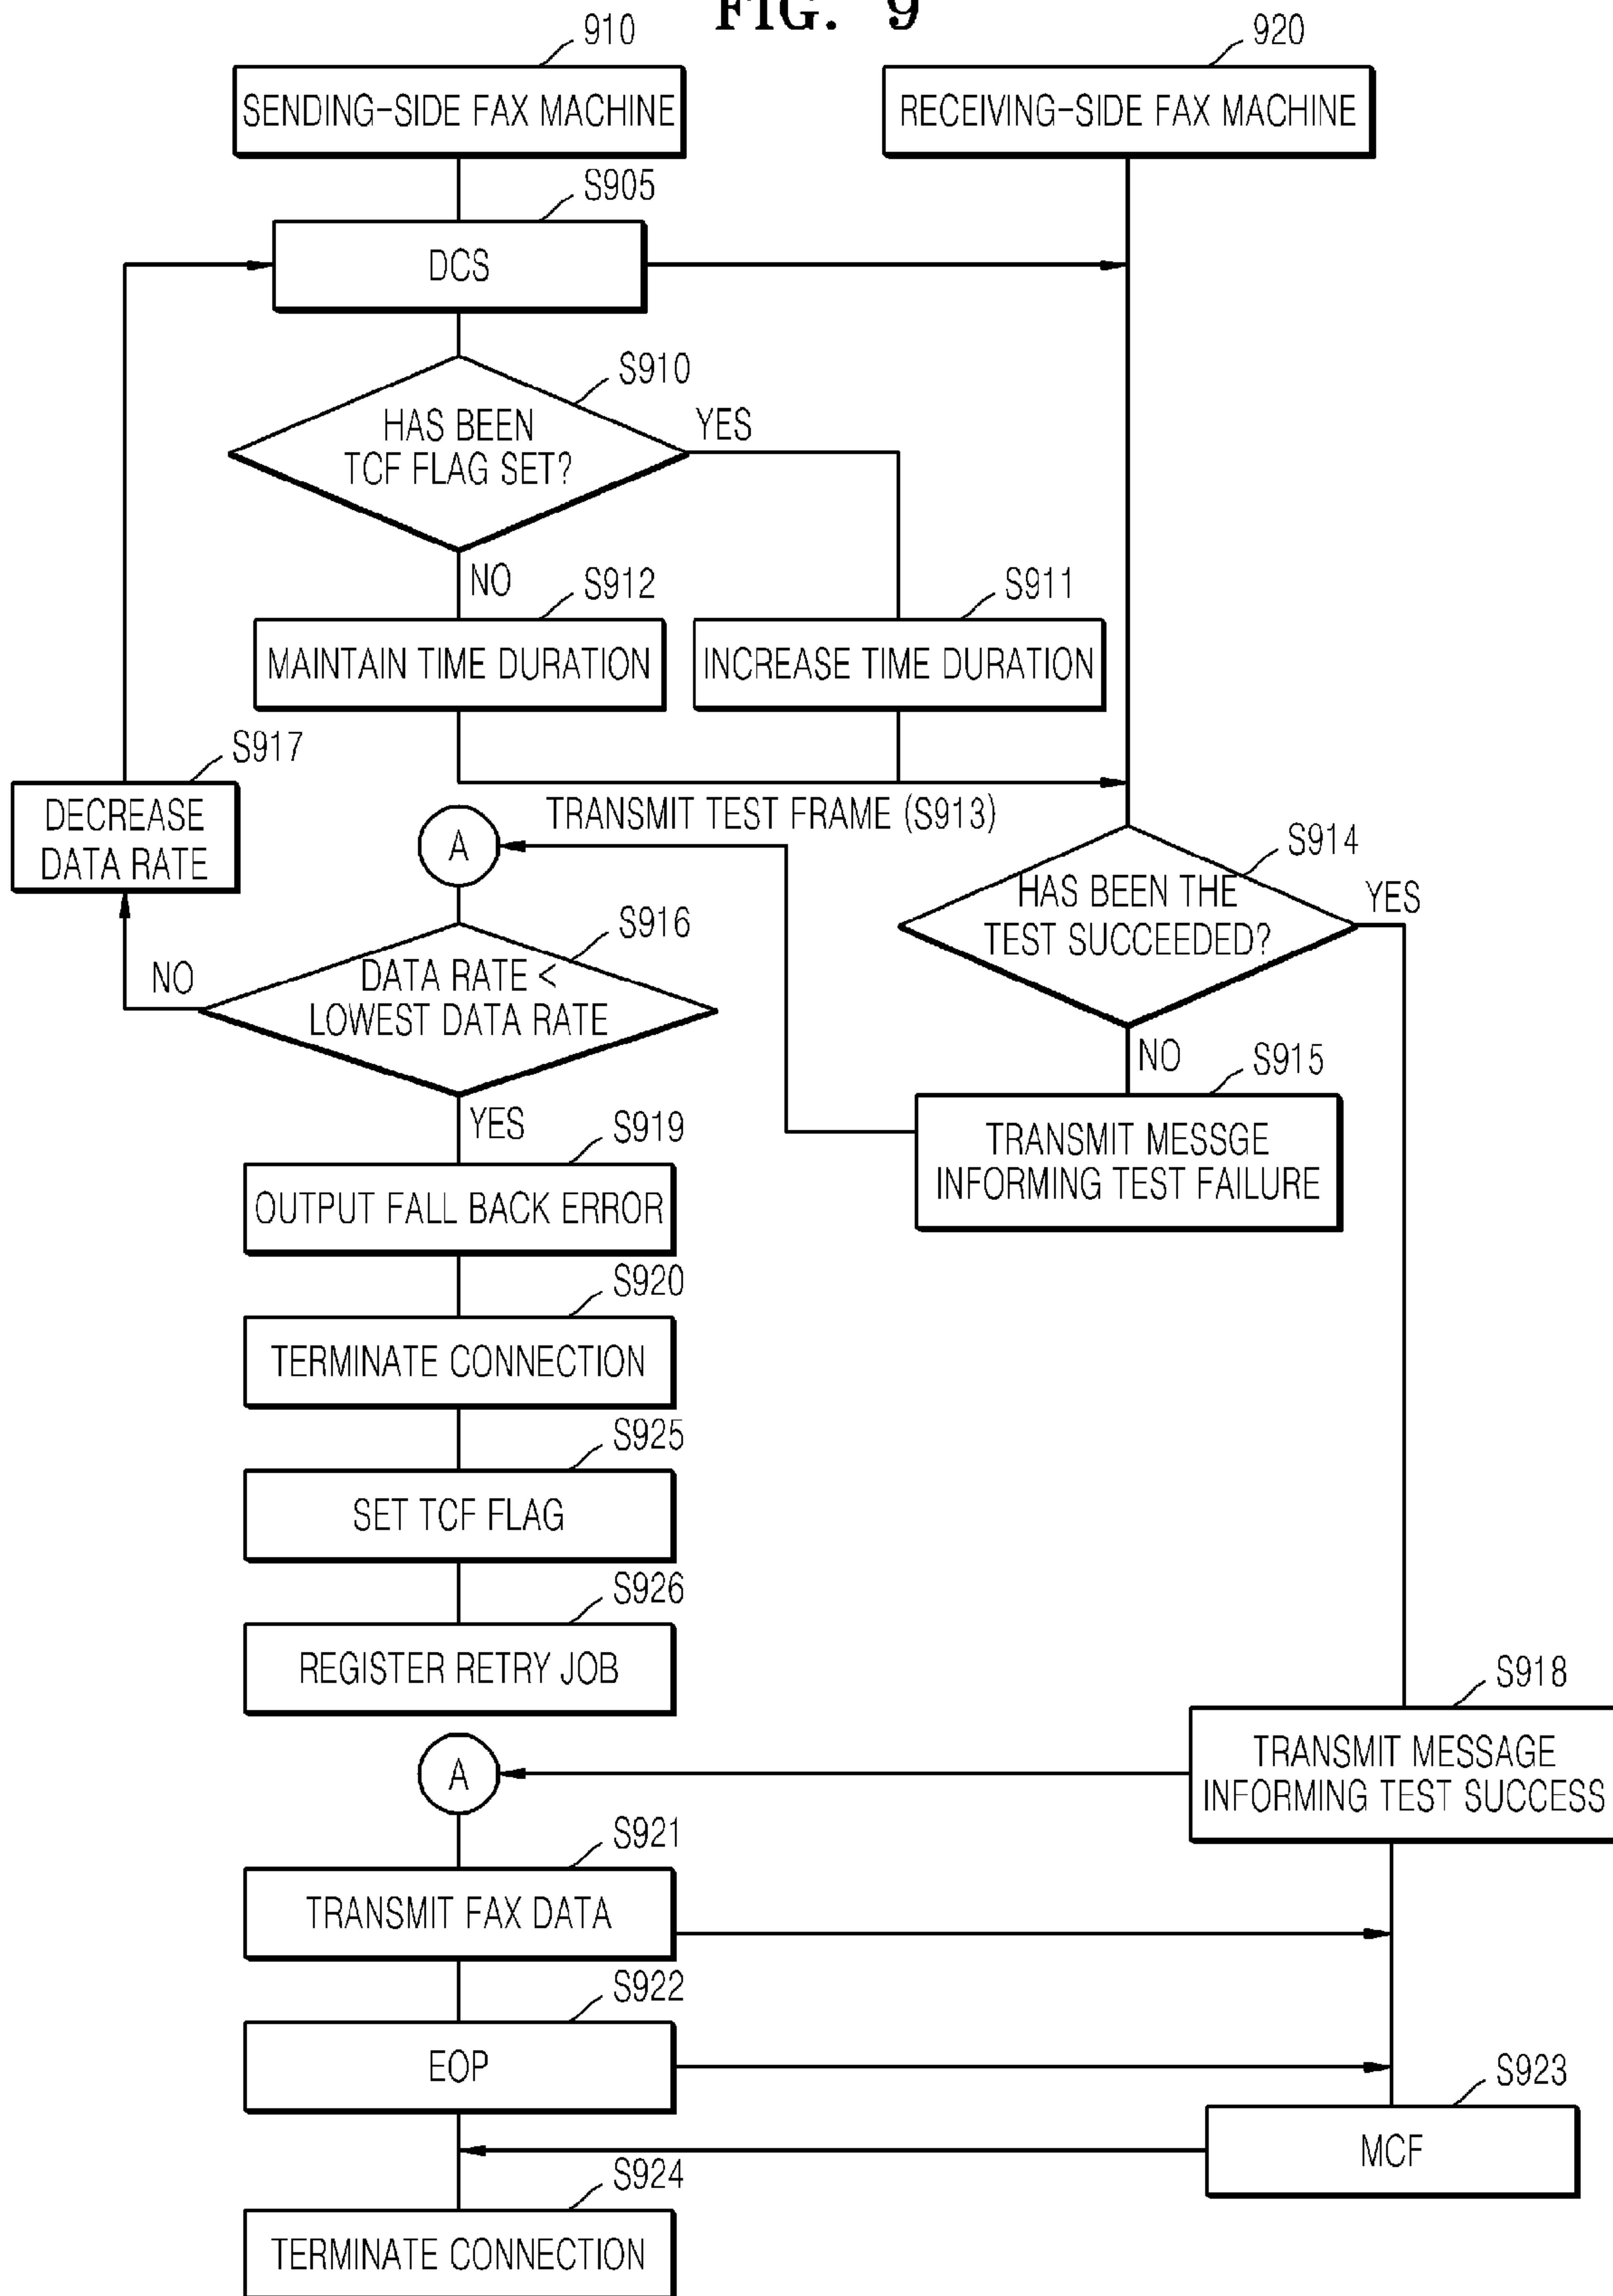 FIG. 9
910
920
SENDING-SIDE FAX MACHINE
RECEIVING-SIDE FAX MACHINE
S905
DCS
S910
HAS BEEN
TCF FLAG SET?
YES
NO
S912
S911
MAINTAIN TIME DURATION
INCREASE TIME DURATION
S917
DECREASE
DATA RATE
TRANSMIT TEST FRAME (S913)
A
S914
HAS BEEN THE
TEST SUCCEEDED?
YES
S916
DATA RATE <
LOWEST DATA RATE
NO
NO
S915
TRANSMIT MESSGE
INFORMING TEST FAILURE
YES
S919
OUTPUT FALL BACK ERROR
S920
TERMINATE CONNECTION
S925
SET TCF FLAG
S926
REGISTER RETRY JOB
S918
TRANSMIT MESSAGE
INFORMING TEST SUCCESS
A
S921
TRANSMIT FAX DATA
S922
EOP
S923
MCF
S924
TERMINATE CONNECTION